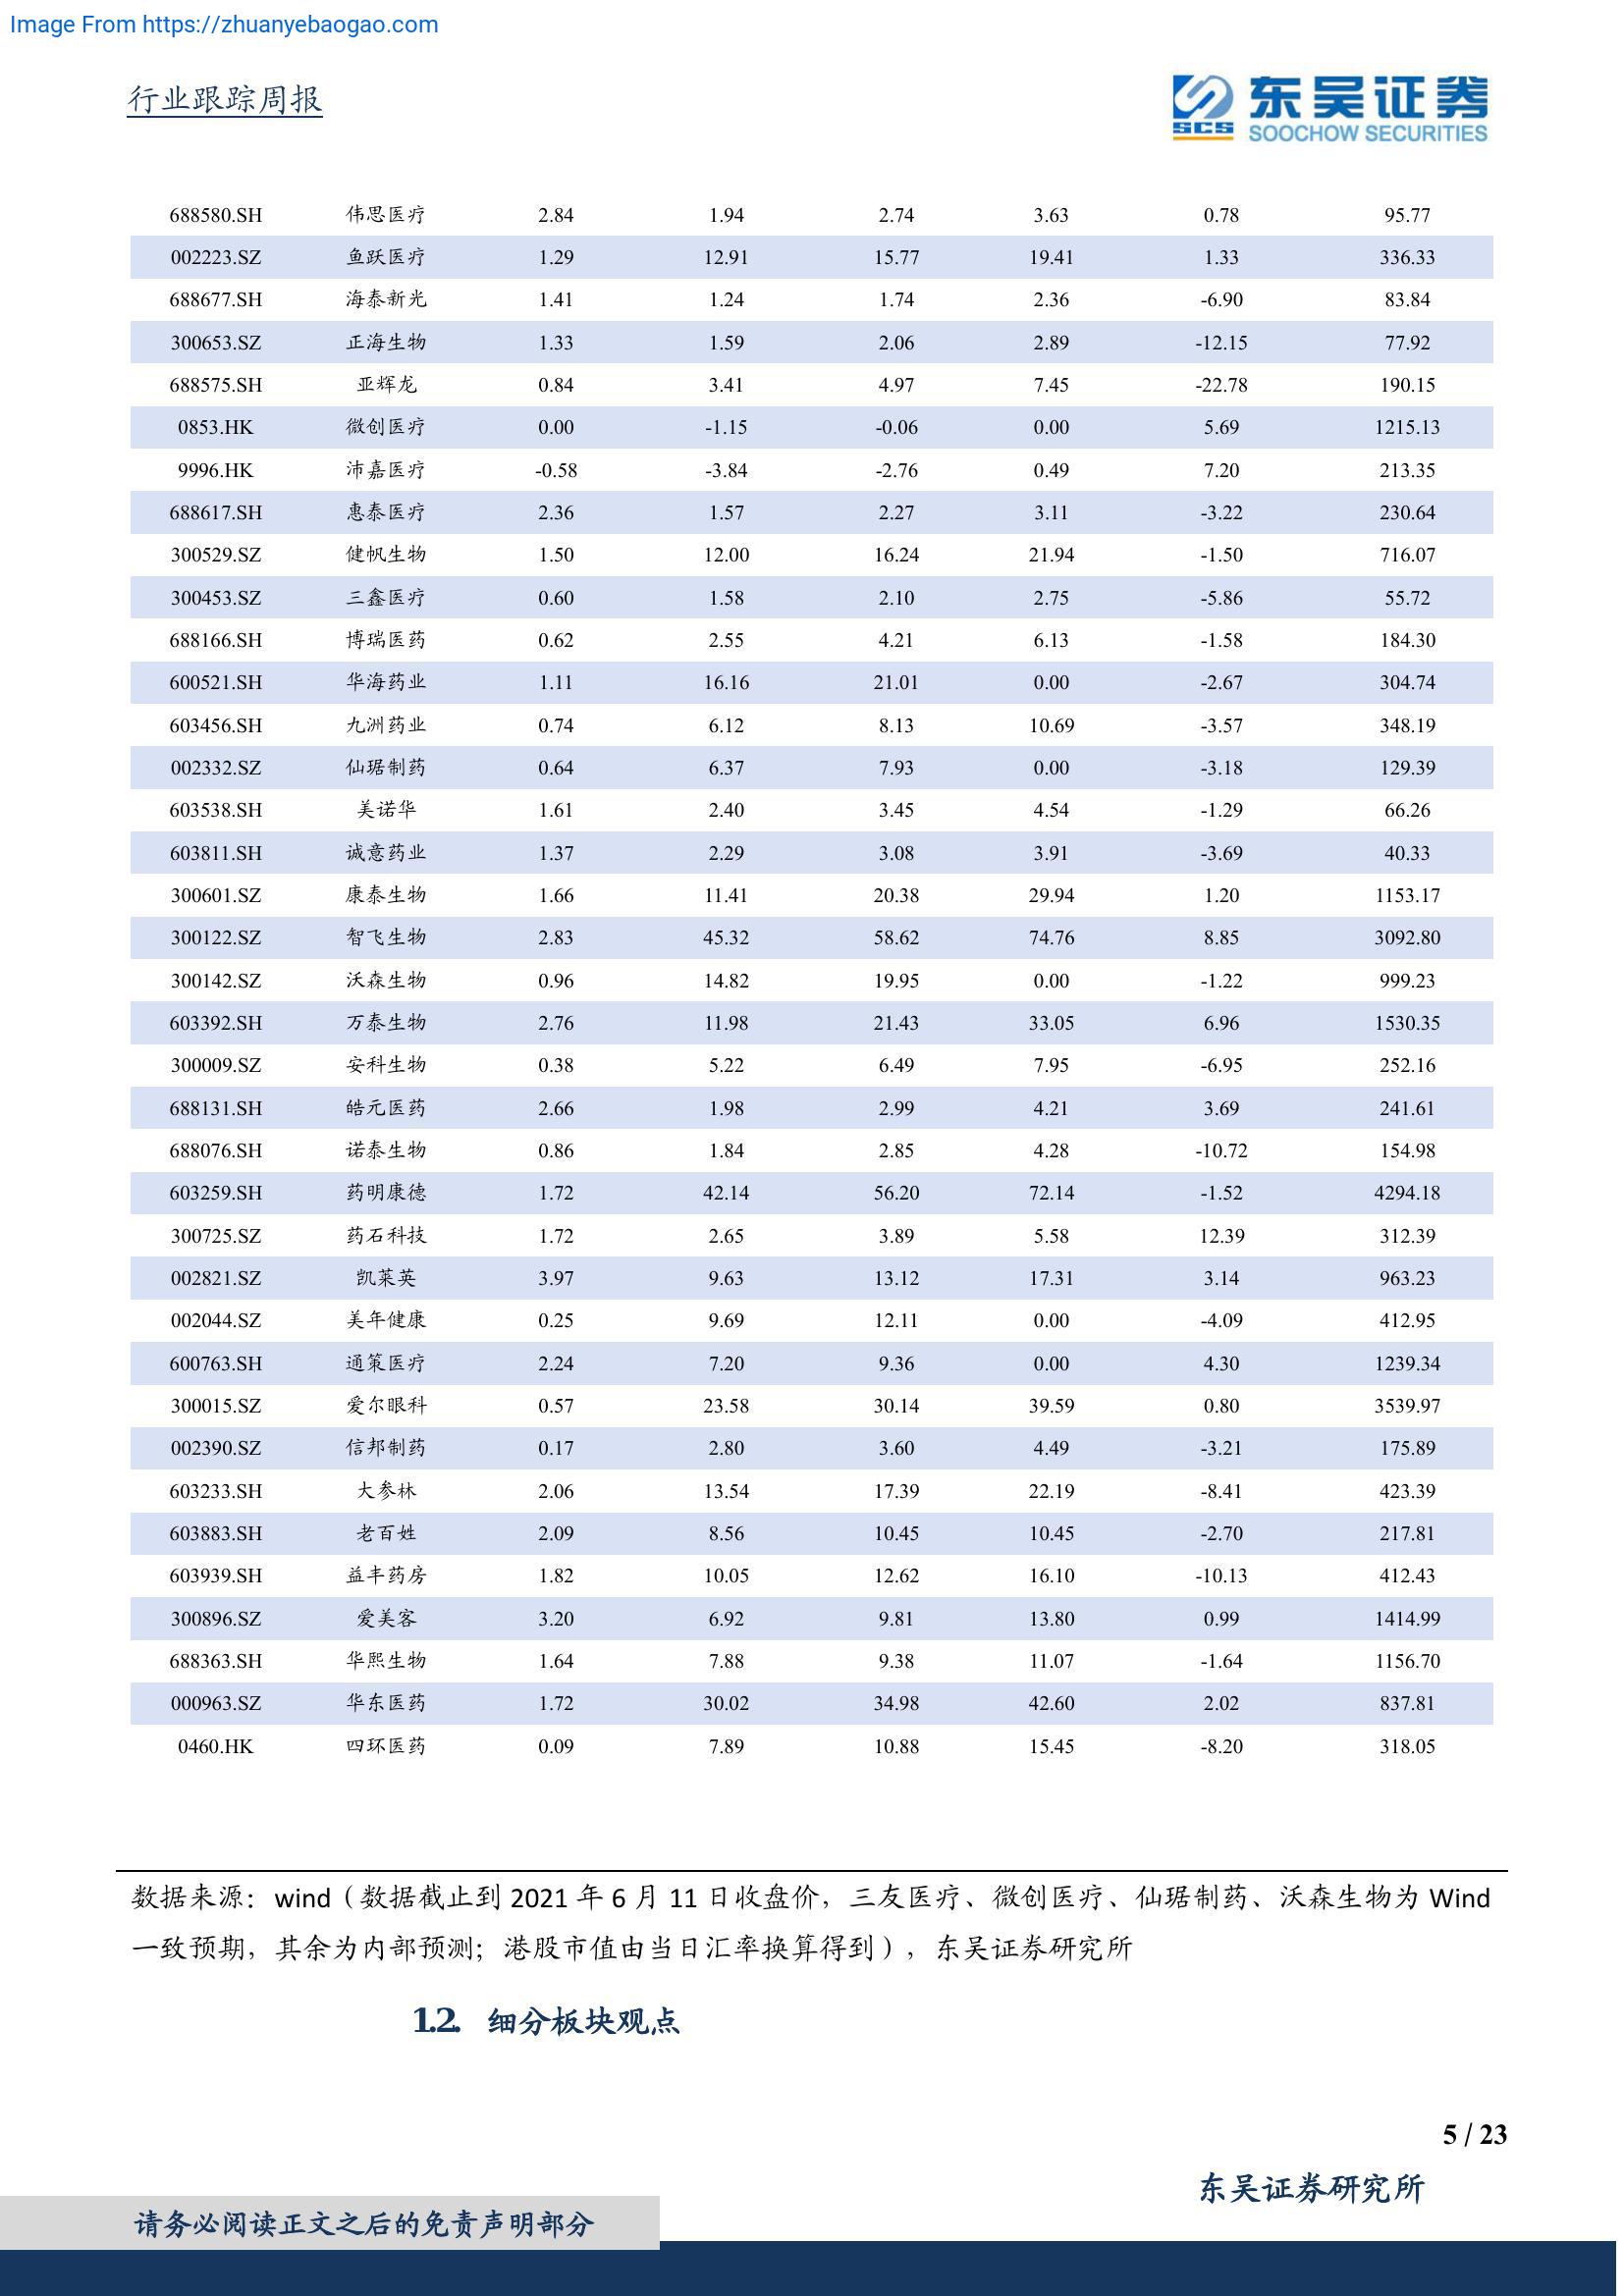 Image From https://zhuanyebaogao.com
行业跟踪周报
东吴证券
SCS
SOOCHOW SECURITIES
688580.SH 伟思医疗 2.84 1.94 2.74 3.63 0.78 95.77
002223.SZ 鱼跃医疗 1.29 12.91 15.77 19.41 1.33 336.33
688677.SH 海泰新光 1.41 1.24 1.74 2.36 -6.90 83.84
300653.SZ 正海生物 1.33 1.59 2.06 2.89 -12.15 77.92
688575.SH 亚辉龙 0.84 3.41 4.97 7.45 -22.78 190.15
0853.HK 微创医疗 0.00 -1.15 -0.06 0.00 5.69 1215.13
9996.HK 沛嘉医疗 -0.58 -3.84 -2.76 0.49 7.20 213.35
688617.SH 惠泰医疗 2.36 1.57 2.27 3.11 -3.22 230.64
300529.SZ 健帆生物 1.50 12.00 16.24 21.94 -1.50 716.07
300453.SZ 三鑫医疗 0.60 1.58 2.10 2.75 -5.86 55.72
688166.SH 博瑞医药 0.62 2.55 4.21 6.13 -1.58 184.30
600521.SH 华海药业 1.11 16.16 21.01 0.00 -2.67 304.74
603456.SH 九洲药业 0.74 6.12 8.13 10.69 -3.57 348.19
002332.SZ 仙琚制药 0.64 6.37 7.93 0.00 -3.18 129.39
603538.SH 美诺华 1.61 2.40 3.45 4.54 -1.29 66.26
603811.SH 诚意药业 1.37 2.29 3.08 3.91 -3.69 40.33
300601.SZ 康泰生物 1.66 11.41 20.38 29.94 1.20 1153.17
300122.SZ 智飞生物 2.83 45.32 58.62 74.76 8.85 3092.80
300142.SZ 沃森生物 0.96 14.82 19.95 0.00 -1.22 999.23
603392.SH 万泰生物 2.76 11.98 21.43 33.05 6.96 1530.35
300009.SZ 安科生物 0.38 5.22 6.49 7.95 -6.95 252.16
688131.SH 皓元医药 2.66 1.98 2.99 4.21 3.69 241.61
688076.SH 诺泰生物 0.86 1.84 2.85 4.28 -10.72 154.98
603259.SH 药明康德 1.72 42.14 56.20 72.14 -1.52 4294.18
300725.SZ 药石科技 1.72 2.65 3.89 5.58 12.39 312.39
002821.SZ 凯莱英 3.97 9.63 13.12 17.31 3.14 963.23
002044.SZ 美年健康 0.25 9.69 12.11 0.00 -4.09 412.95
600763.SH 通策医疗 2.24 7.20 9.36 0.00 4.30 1239.34
300015.SZ 爱尔眼科 0.57 23.58 30.14 39.59 0.80 3539.97
002390.SZ 信邦制药 0.17 2.80 3.60 4.49 -3.21 175.89
603233.SH 大参林 2.06 13.54 17.39 22.19 -8.41 423.39
603883.SH 老百姓 2.09 8.56 10.45 10.45 -2.70 217.81
603939.SH 益丰药房 1.82 10.05 12.62 16.10 -10.13 412.43
300896.SZ 爱美客 3.20 6.92 9.81 13.80 0.99 1414.99
688363.SH 华熙生物 1.64 7.88 9.38 11.07 -1.64 1156.70
000963.SZ 华东医药 1.72 30.02 34.98 42.60 2.02 837.81
0460.HK 四环医药 0.09 7.89 10.88 15.45 -8.20 318.05
数据来源：wind（数据截止到 2021 年 6 月 11 日收盘价，三友医疗、微创医疗、仙琚制药、沃森生物为 Wind
一致预期，其余为内部预测；港股市值由当日汇率换算得到），东吴证券研究所
1.2. 细分板块观点
5 / 23
东吴证券研究所
请务必阅读正文之后的免责声明部分